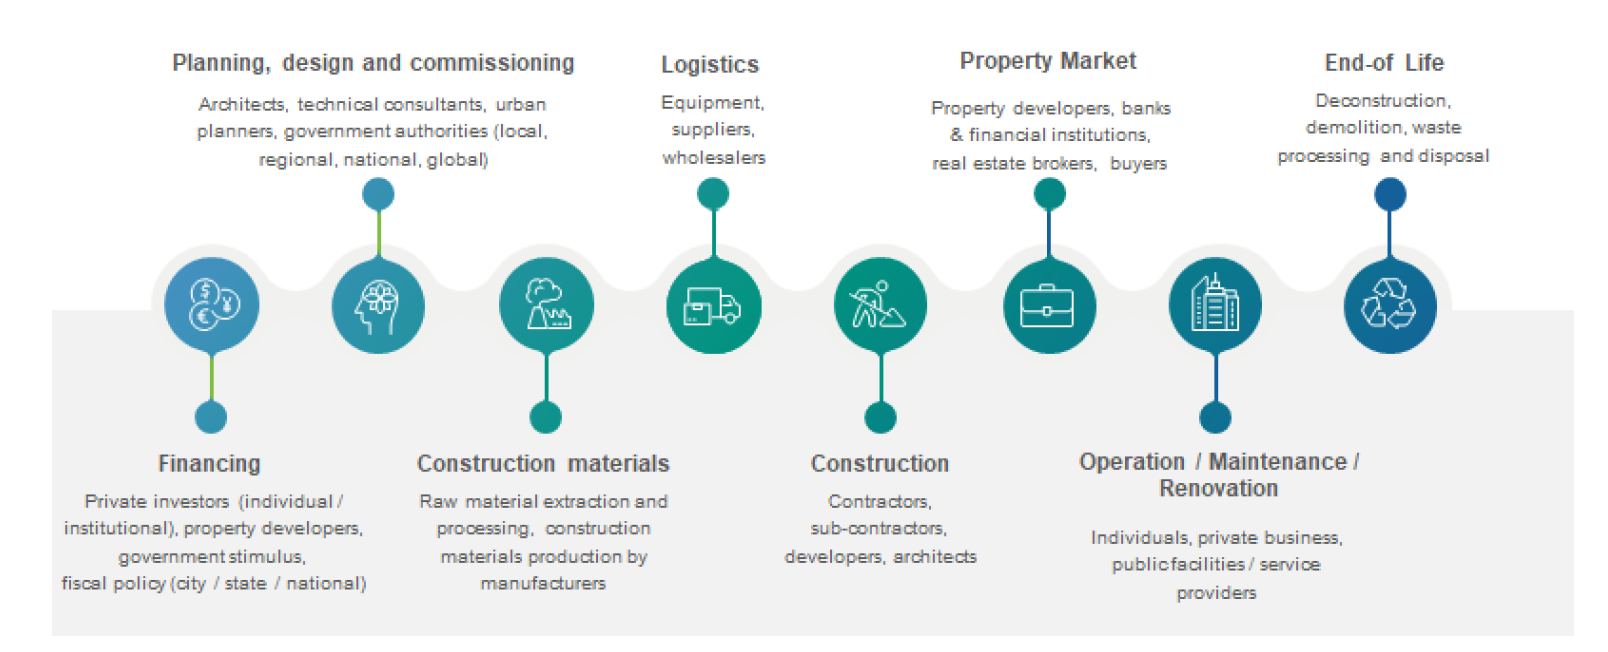 Planning, design and commissioning
Architects, technical consultants, urban
planners, government authorities (local,
regional, national, global)
Logistics
Equipment,
suppliers,
wholesalers
Property Market
Property developers, banks
& financial institutions,
real estate brokers, buyers
End-of Life
Deconstruction,
demolition, waste
processing and disposal
$
¥
€
Financing
Private investors (individual /
institutional), property developers,
government stimulus,
fiscal policy (city / state / national)
Construction materials
Raw material extraction and
processing, construction
materials production by
manufacturers
Construction
Contractors,
sub-contractors,
developers, architects
Operation / Maintenance /
Renovation
Individuals, private business,
public facilities / service
providers